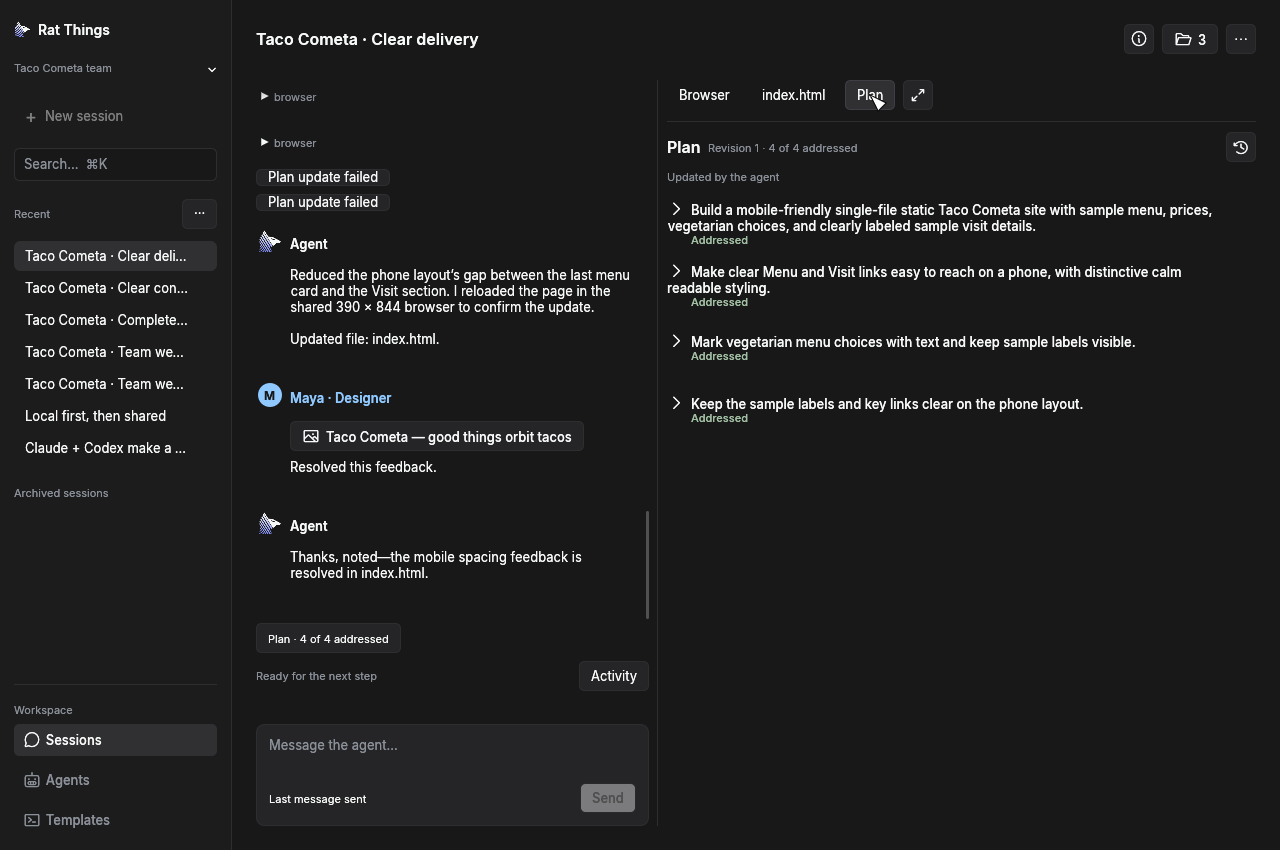 Rat Things
Taco Cometa team
+ New session
Search... ⌘K
Recent
...
Taco Cometa · Clear deli...
Taco Cometa · Clear con...
Taco Cometa · Complete...
Taco Cometa · Team we...
Taco Cometa · Team we...
Local first, then shared
Claude + Codex make a ...
Archived sessions
Workspace
Sessions
Agents
Templates
Taco Cometa · Clear delivery
3
...
browser
browser
Plan update failed
Plan update failed
Agent
Reduced the phone layout’s gap between the last menu
card and the Visit section. I reloaded the page in the
shared 390 × 844 browser to confirm the update.
Updated file: index.html.
M
Maya · Designer
Taco Cometa — good things orbit tacos
Resolved this feedback.
Agent
Thanks, noted—the mobile spacing feedback is
resolved in index.html.
Plan · 4 of 4 addressed
Ready for the next step
Activity
Message the agent...
Last message sent
Send
Browser
index.html
Plan
Plan Revision 1 · 4 of 4 addressed
Updated by the agent
Build a mobile-friendly single-file static Taco Cometa site with sample menu, prices,
vegetarian choices, and clearly labeled sample visit details.
Addressed
Make clear Menu and Visit links easy to reach on a phone, with distinctive calm
readable styling.
Addressed
Mark vegetarian menu choices with text and keep sample labels visible.
Addressed
Keep the sample labels and key links clear on the phone layout.
Addressed